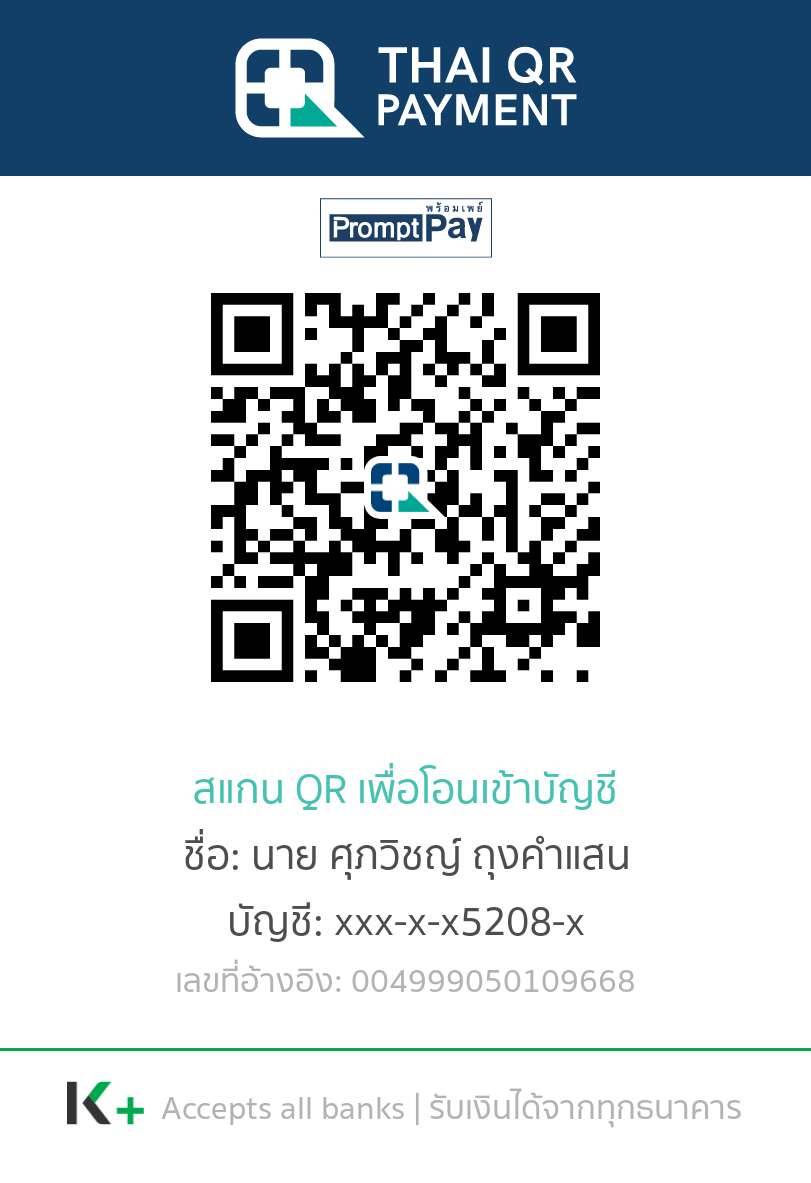 THAI QR
PAYMENT
พร้อมเพย์
PromptPay
สแกน QR เพื่อโอนเข้าบัญชี
ชื่อ: นาย ศุภวิชญ์ ถุงคำแสน
บัญชี: xxx-x-x5208-x
เลขที่อ้างอิง: 004999050109668
K+ Accepts all banks | รับเงินได้จากทุกธนาคาร